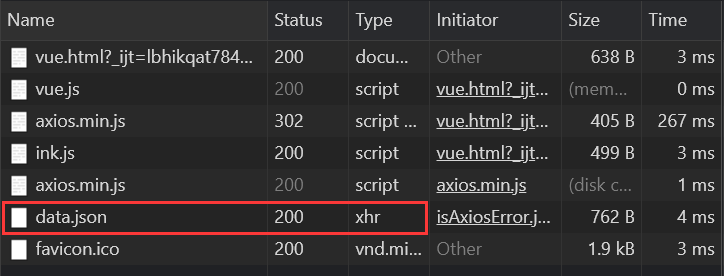 Name Status Type Initiator Size Time
vue.html?_ijt=lbhikqat784... 200 docu... Other 638 B 3 ms
vue.js 200 script vue.html?_ijt... (mem... 0 ms
axios.min.js 302 script ... vue.html?_ijt... 405 B 267 ms
ink.js 200 script vue.html?_ijt... 499 B 3 ms
axios.min.js 200 script axios.min.js (disk c... 1 ms
data.json 200 xhr isAxiosError.j... 762 B 4 ms
favicon.ico 200 vnd.mi... Other 1.9 kB 3 ms